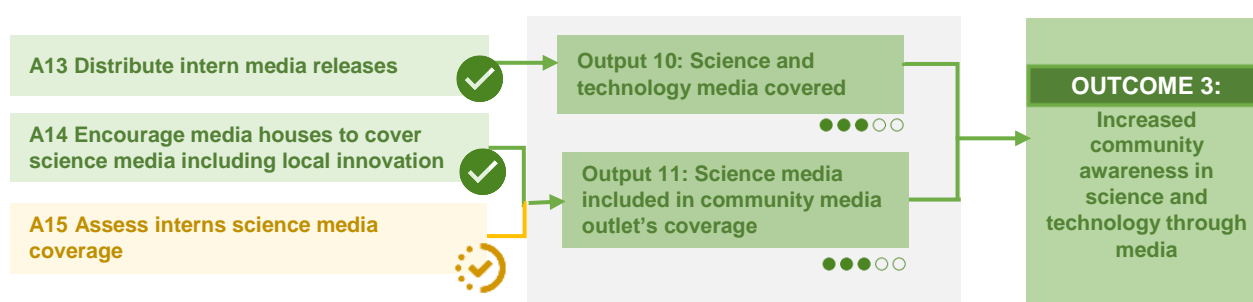 A13 Distribute intern media releases
A14 Encourage media houses to cover
science media including local innovation
A15 Assess interns science media
coverage
Output 10: Science and
technology media covered
Output 11: Science media
included in community media
outlet's coverage
OUTCOME 3:
Increased
community
awareness in
science and
technology through
media